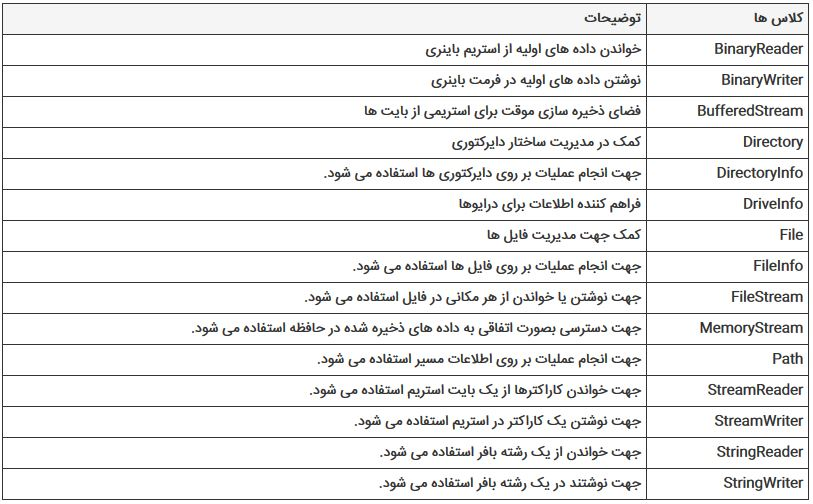 کلاس ها	توضیحات
BinaryReader	خواندن داده های اولیه از استریم باینری
BinaryWriter	نوشتن داده های اولیه در فرمت باینری
BufferedStream	فضای ذخیره سازی موقت برای استریمی از بایت ها
Directory	کمک در مدیریت ساختار دایرکتوری
DirectoryInfo	جهت انجام عملیات بر روی دایرکتوری ها استفاده می شود.
DriveInfo	فراهم کننده اطلاعات برای درایوها
File	کمک جهت مدیریت فایل ها
FileInfo	جهت انجام عملیات بر روی فایل ها استفاده می شود.
FileStream	جهت نوشتن یا خواندن از هر مکانی در فایل استفاده می شود.
MemoryStream	جهت دسترسی بصورت اتفاقی به داده های ذخیره شده در حافظه استفاده می شود.
Path	جهت انجام عملیات بر روی اطلاعات مسیر استفاده می شود.
StreamReader	جهت خواندن کاراکترها از یک بایت استریم استفاده می شود.
StreamWriter	جهت نوشتن یک کاراکتر در استریم استفاده می شود.
StringReader	جهت خواندن از یک رشته بافر استفاده می شود.
StringWriter	جهت نوشتند در یک رشته بافر استفاده می شود.